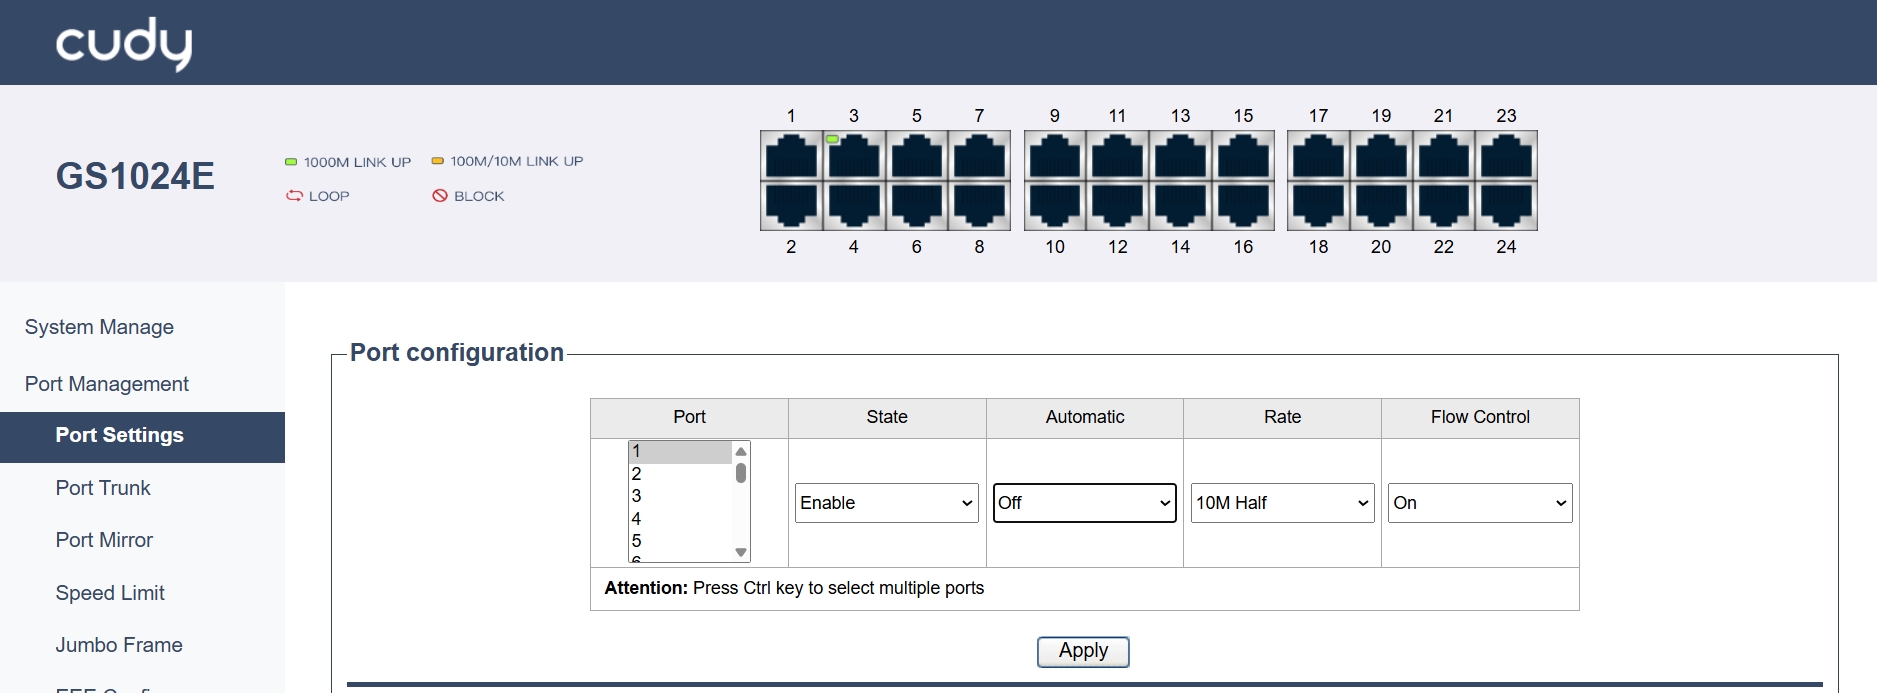 cudy
1 3 5 7 9 11 13 15 17 19 21 23
GS1024E
1000M LINK UP 100M/10M LINK UP
LOOP BLOCK
2 4 6 8 10 12 14 16 18 20 22 24
System Manage
Port Management
Port Settings
Port Trunk
Port Mirror
Speed Limit
Jumbo Frame
Port configuration
Port State Automatic Rate Flow Control
1
2
3
4
5
6
Enable Off 10M Half On
Attention: Press Ctrl key to select multiple ports
Apply